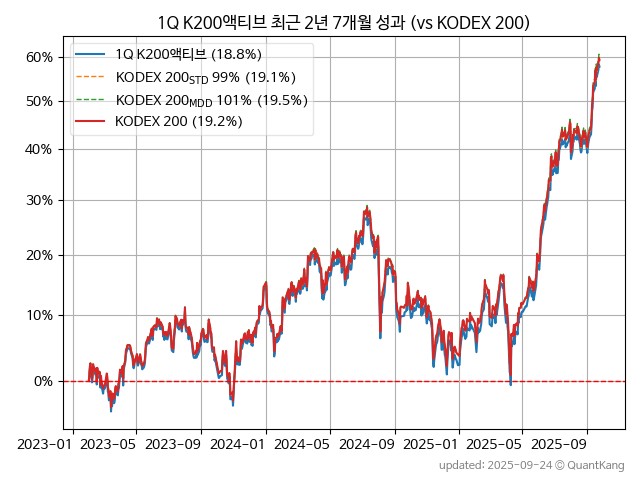 1Q K200액티브 최근 2년 7개월 성과 (vs KODEX 200)
1Q K200액티브 (18.8%)
KODEX 200STD 99% (19.1%)
KODEX 200MDD 101% (19.5%)
KODEX 200 (19.2%)
60%
50%
40%
30%
20%
10%
0%
2023-01 2023-05 2023-09 2024-01 2024-05 2024-09 2025-01 2025-05 2025-09
updated: 2025-09-24 © QuantKang